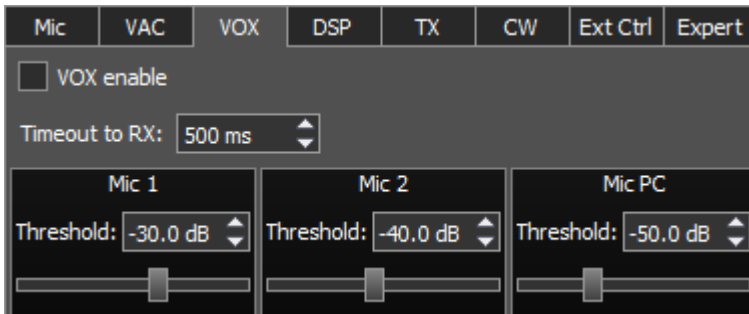 Mic VAC VOX DSP TX CW Ext Ctrl Expert
VOX enable
Timeout to RX: 500 ms
Mic 1 Mic 2 Mic PC
Threshold: -30.0 dB Threshold: -40.0 dB Threshold: -50.0 dB